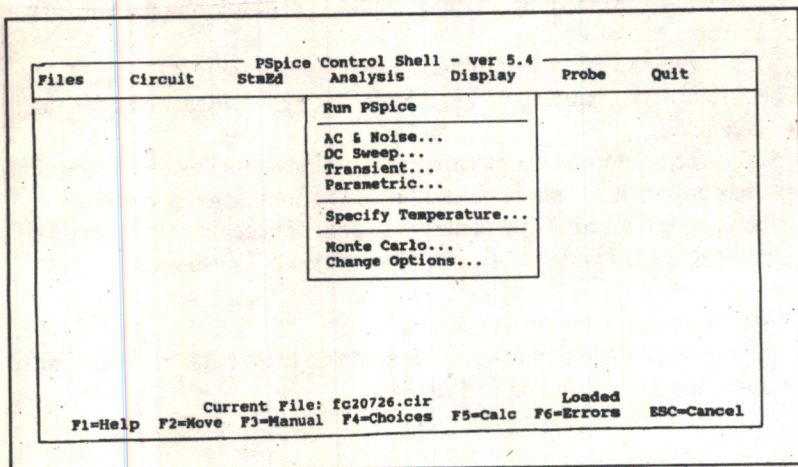 PSpice Control Shell - ver 5.4
Files Circuit StmEd Analysis Display Probe Quit
Run PSpice
AC & Noise...
DC Sweep...
Transient...
Parametric...
Specify Temperature...
Monte Carlo...
Change Options...
Current File: fc20726.cir Loaded
F1=Help F2=Move F3=Manual F4=Choices F5=Calc F6=Errors ESC=Cancel